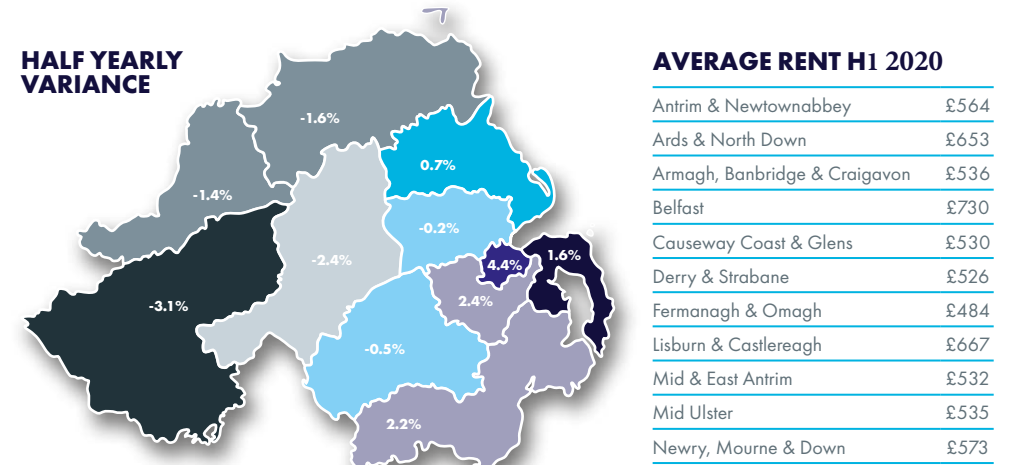 HALF YEARLY
VARIANCE
-1.6%
0.7%
-1.4%
-0.2%
-2.4%
4.4%
1.6%
-3.1%
2.4%
-0.5%
2.2%
AVERAGE RENT H1 2020
Antrim & Newtownabbey £564
Ards & North Down £653
Armagh, Banbridge & Craigavon £536
Belfast £730
Causeway Coast & Glens £530
Derry & Strabane £526
Fermanagh & Omagh £484
Lisburn & Castlereagh £667
Mid & East Antrim £532
Mid Ulster £535
Newry, Mourne & Down £573